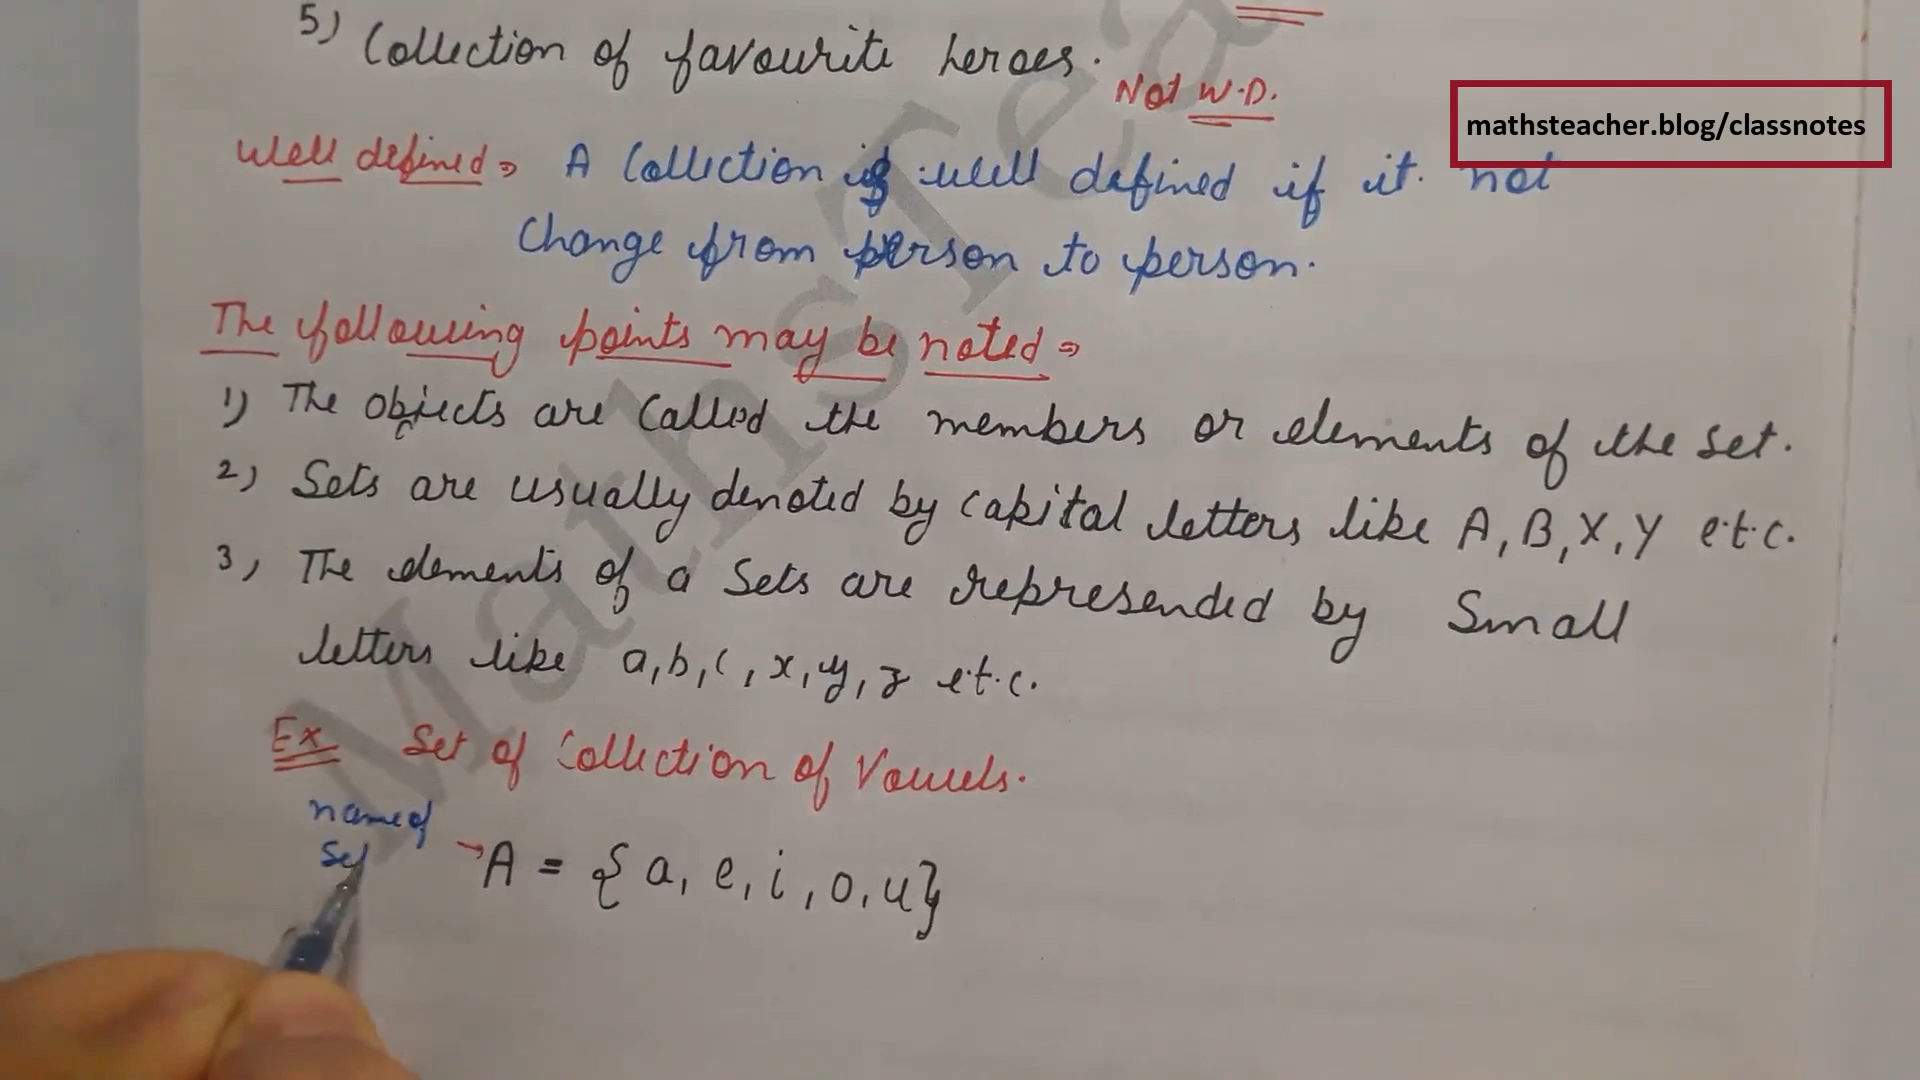 5) Collection of favourite heroes.
Not W.D.
mathsteacher.blog/classnotes
Well defined ⇒ A Collection is well defined if it not
Change from person to person.
The following points may be noted ⇒
1) The objects are Called the members or elements of the set.
2) Sets are usually denoted by Capital letters like A, B, X, Y e.t.c.
3, The elements of a Sets are represended by Small
letters like a, b, c, x, y, z e.t.c.
Ex Set of Collection of Vowels.
name of
Set → A = { a, e, i, o, u }
MathsTea